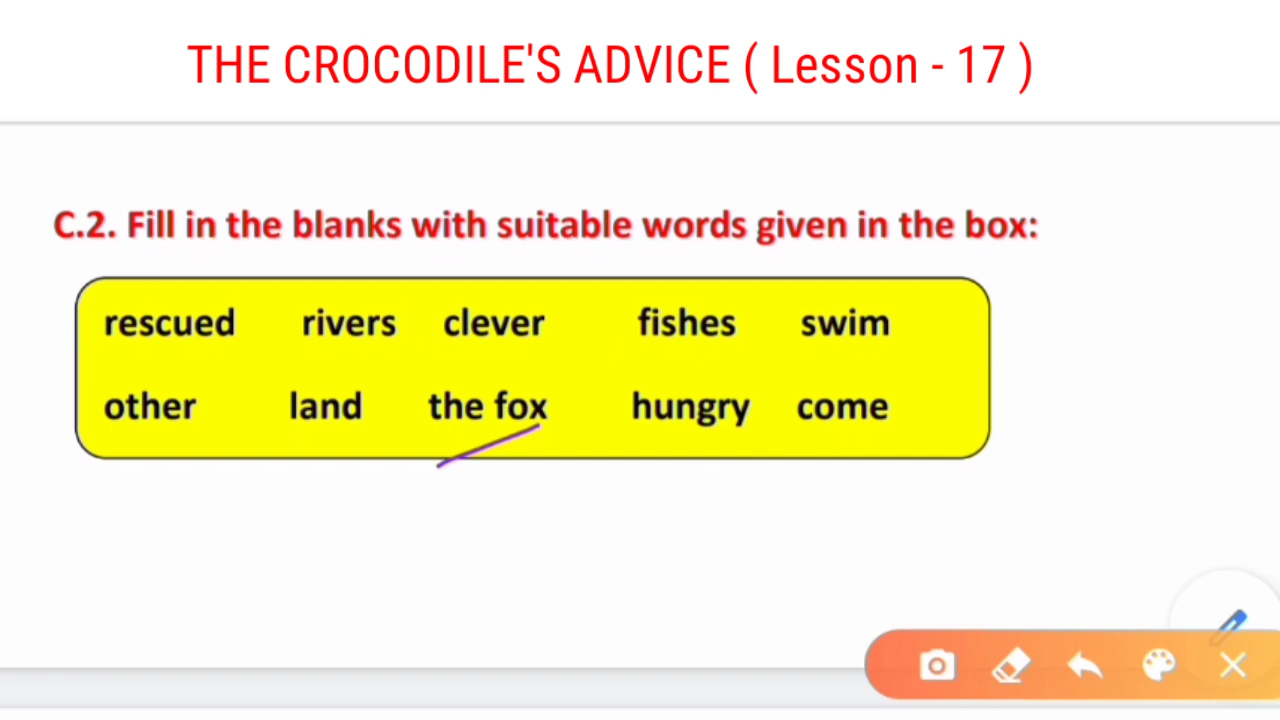 THE CROCODILE'S ADVICE ( Lesson - 17 )
C.2. Fill in the blanks with suitable words given in the box:
rescued rivers clever fishes swim
other land the fox hungry come